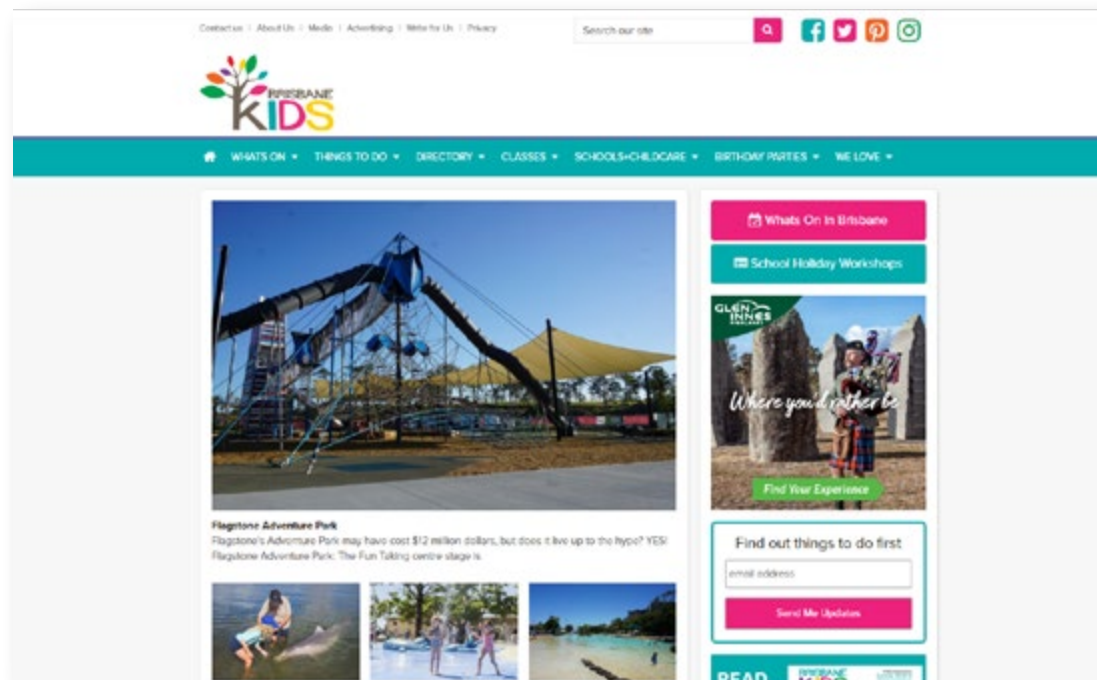 Contact us | About Us | Media | Advertising | Write for Us | Privacy
Search our site
BRISBANE
KIDS
WHATS ON
THINGS TO DO
DIRECTORY
CLASSES
SCHOOLS+CHILDCARE
BIRTHDAY PARTIES
WE LOVE
Flagstone Adventure Park
Flagstone's Adventure Park may have cost $12 million dollars, but does it live up to the hype? YES!
Flagstone Adventure Park: The Fun Taking centre stage is
Whats On In Brisbane
School Holiday Workshops
GLEN
INNES
HIGHLANDS
Where you'd rather be
Find Your Experience
Find out things to do first
email address
Send Me Updates
READ
BRISBANE